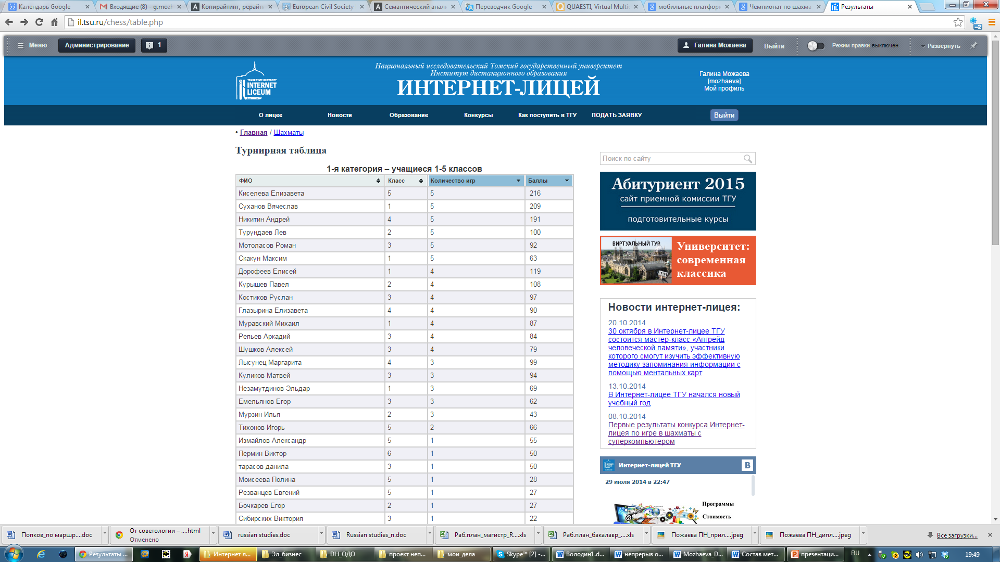 Календарь Google
Входящие (8) - g.mozh
Копирайтинг, рерайти
European Civil Society
Семантический анал
Переводчик Google
QUAESTI, Virtual Multi
мобильные платфор
Чемпионат по шахма
Результаты
il.tsu.ru/chess/table.php
Меню
Администрирование
1
Галина Можаева
Выйти
Режим правки выключен
Развернуть
TOMSK STATE UNIVERSITY
INTERNET
LICEUM
Национальный исследовательский Томский государственный университет
Институт дистанционного образования
ИНТЕРНЕТ-ЛИЦЕЙ
Галина Можаева
[mozhaeva]
Мой профиль
О лицее Новости Образование Конкурсы Как поступить в ТГУ ПОДАТЬ ЗАЯВКУ Выйти
• Главная / Шахматы
Турнирная таблица
1-я категория – учащиеся 1-5 классов
ФИО Класс Количество игр Баллы
Киселева Елизавета 5 5 216
Суханов Вячеслав 1 5 209
Никитин Андрей 4 5 191
Турундаев Лев 2 5 100
Мотоласов Роман 3 5 92
Скакун Максим 1 5 63
Дорофеев Елисей 1 4 119
Курышев Павел 2 4 108
Костиков Руслан 3 4 97
Глазырина Елизавета 4 4 90
Муравский Михаил 1 4 87
Репьев Аркадий 3 4 84
Шушков Алексей 3 4 79
Лысунец Маргарита 4 3 99
Куликов Матвей 3 3 94
Незамутдинов Эльдар 1 3 69
Емельянов Егор 3 3 62
Мурзин Илья 2 3 43
Тихонов Игорь 5 2 66
Измайлов Александр 5 1 55
Пермин Виктор 6 1 50
тарасов данила 3 1 50
Моисеева Полина 5 1 28
Резванцев Евгений 5 1 27
Бочкарев Егор 2 1 27
Сибирских Виктория 3 1 22
Поиск по сайту
Абитуриент 2015
сайт приемной комиссии ТГУ
подготовительные курсы
ВИРТУАЛЬНЫЙ ТУР
Университет:
современная
классика
Новости интернет-лицея:
20.10.2014
30 октября в Интернет-лицее ТГУ
состоится мастер-класс «Апгрейд
человеческой памяти», участники
которого смогут изучить эффективную
методику запоминания информации с
помощью ментальных карт
13.10.2014
В Интернет-лицее ТГУ начался новый
учебный год
08.10.2014
Первые результаты конкурса Интернет-
лицея по игре в шахматы с
суперкомпьютером
Интернет-лицей ТГУ
29 июля 2014 в 22:47
Программы
Стоимость
Попков_по маршр....doc
От советологии – ....html
Отменено
russian studies.doc
Russian studies_n.doc
Раб.план_магистр_R....xls
Раб.план_бакалавр_....xls
Пожаева ПН_прил....jpeg
Пожаева ПН_дипл....jpeg
Все загрузки...
Результаты ...
Интернет л...
Эл_бизнес
DH_ОДО
проект неп...
мои_дела
Skype™ [2] -...
Володин1.d...
непрерыв о...
Mozhaeva_D...
Состав мет...
презентаци...
RU
19:49